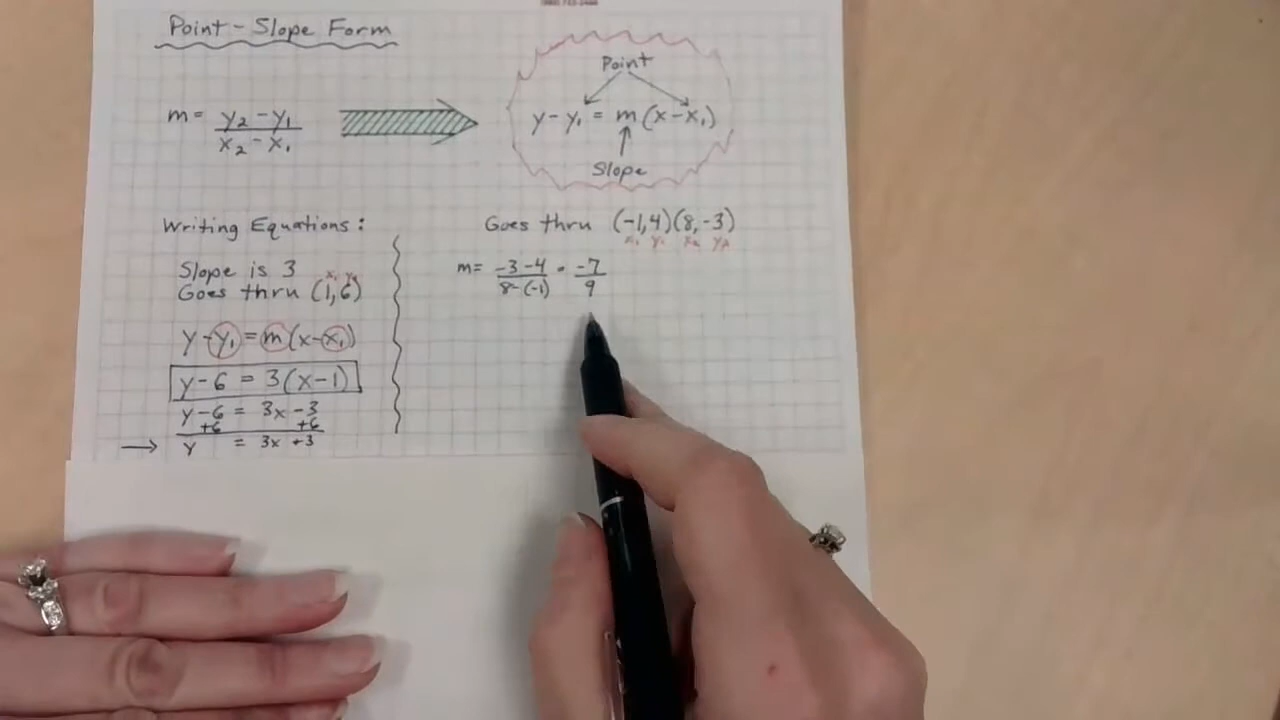 Point-Slope Form
m = y₂ - y₁ / x₂ - x₁
Point
y - y₁ = m(x - x₁)
Slope
Writing Equations:
Slope is 3
x₁ y₁
Goes thru (1,6)
y - y₁ = m(x - x₁)
y - 6 = 3(x - 1)
y - 6 = 3x - 3
+6 +6
y = 3x + 3
Goes thru (-1,4)(8,-3)
x₁ y₁ x₂ y₂
m = -3 - 4 / 8 - (-1) = -7 / 9